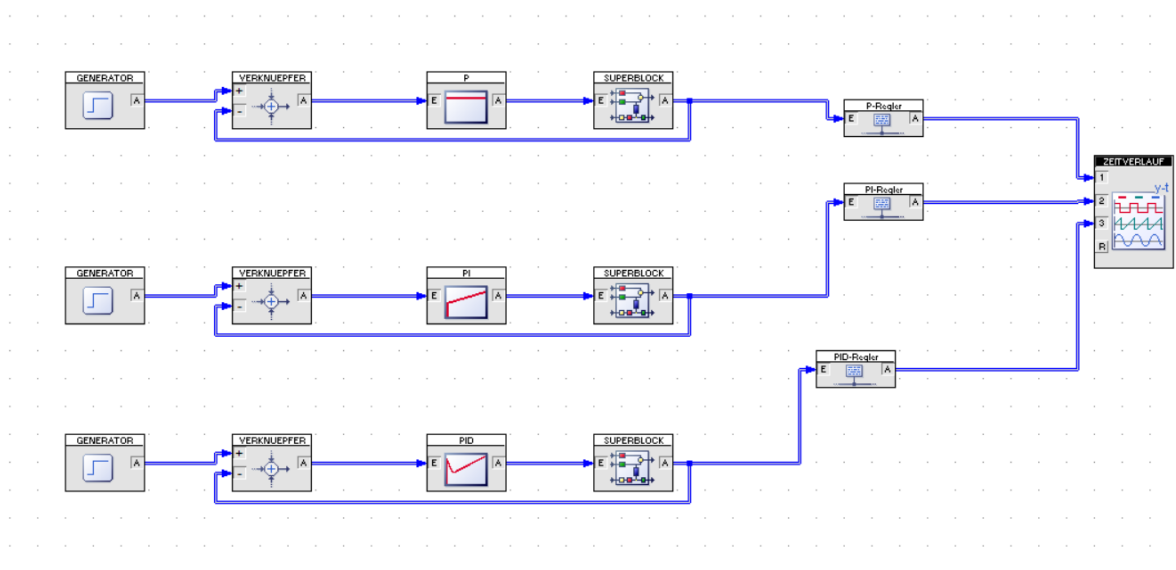 GENERATOR
A
VERKNUEPFER
+
-
A
P
E
A
SUPERBLOCK
E
A
P-Regler
E
A
PI-Regler
E
A
ZEITVERLAUF
1
2
3
R
y-t
GENERATOR
A
VERKNUEPFER
+
-
A
PI
E
A
SUPERBLOCK
E
A
PID-Regler
E
A
GENERATOR
A
VERKNUEPFER
+
-
A
PID
E
A
SUPERBLOCK
E
A